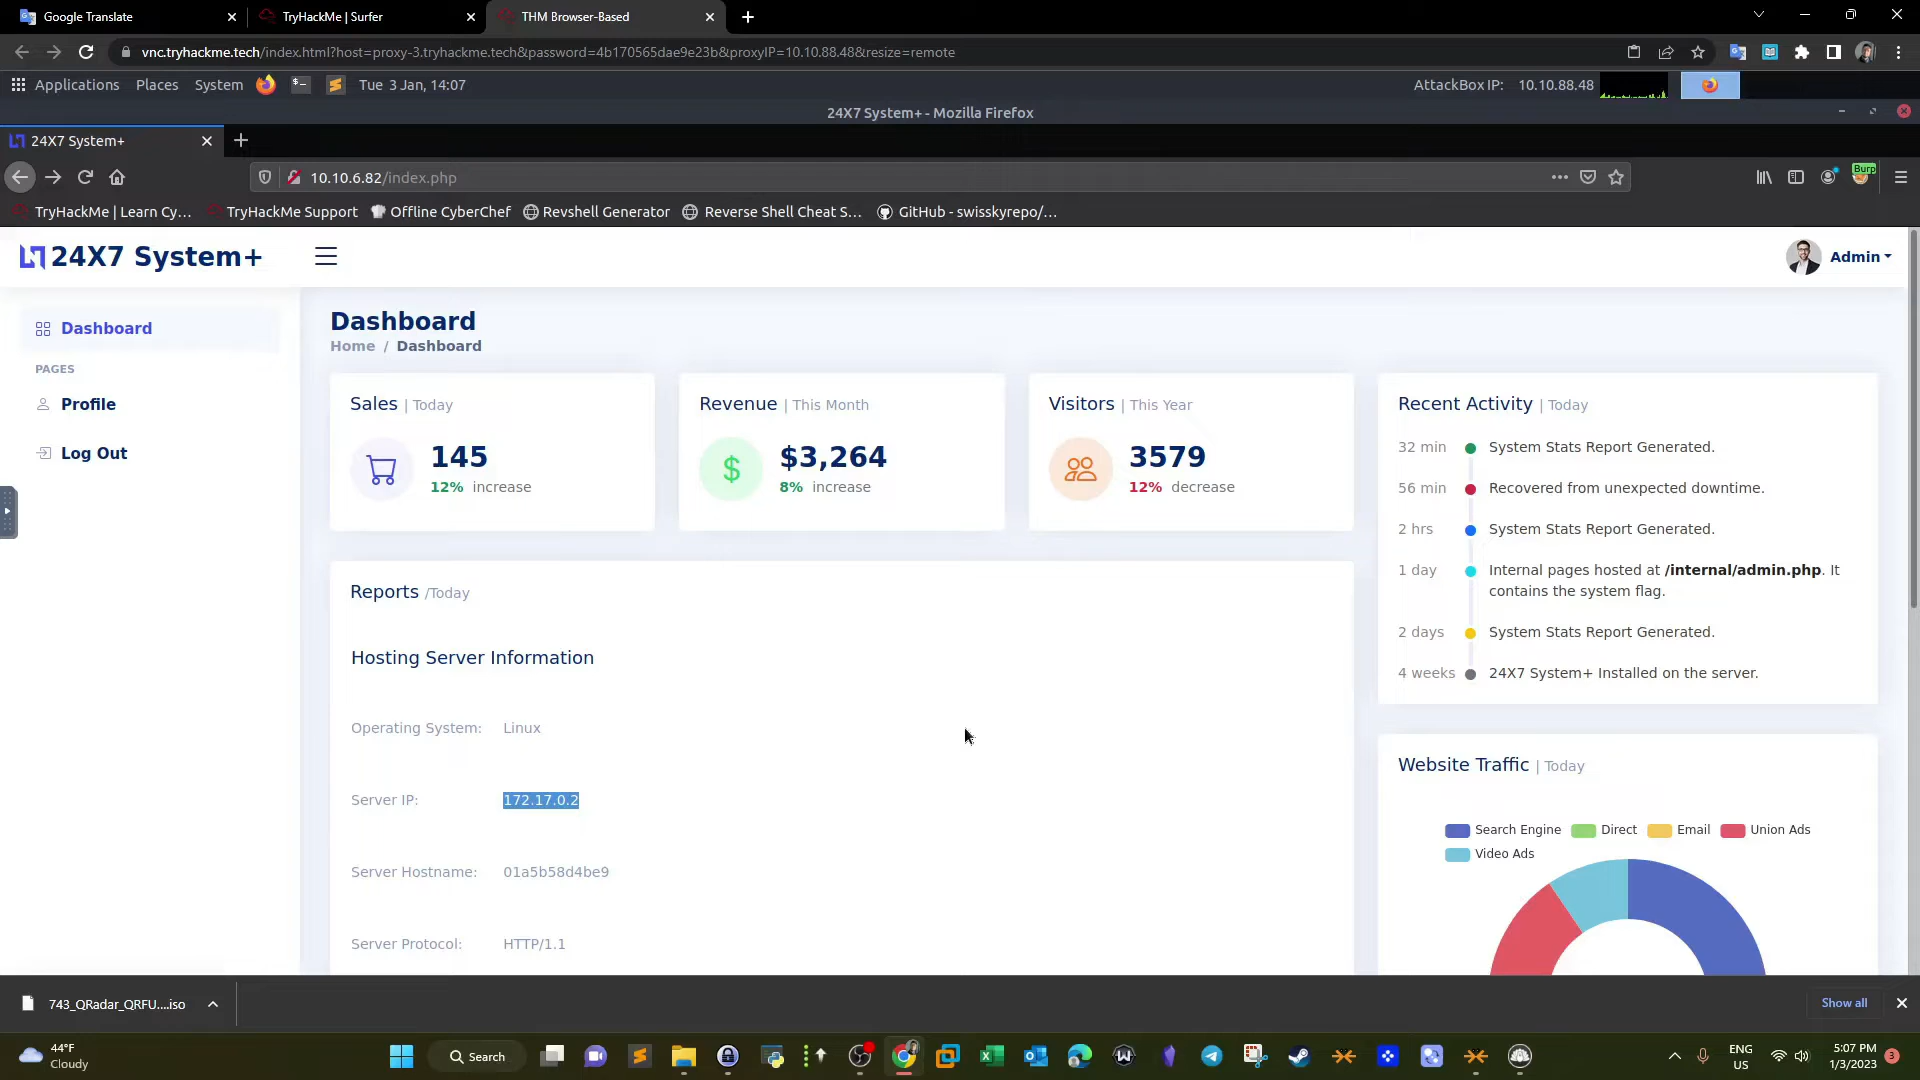 Google Translate
TryHackMe | Surfer
THM Browser-Based
vnc.tryhackme.tech/index.html?host=proxy-3.tryhackme.tech&password=4b170565dae9e23b&proxyIP=10.10.88.48&resize=remote
Applications Places System Tue 3 Jan, 14:07 AttackBox IP: 10.10.88.48
24X7 System+ - Mozilla Firefox
24X7 System+
10.10.6.82/index.php
Burp
TryHackMe | Learn Cy… TryHackMe Support Offline CyberChef Revshell Generator Reverse Shell Cheat S… GitHub - swisskyrepo/…
24X7 System+
Admin
Dashboard
PAGES
Profile
Log Out
Dashboard
Home / Dashboard
Sales | Today
145
12% increase
Revenue | This Month
$3,264
8% increase
Visitors | This Year
3579
12% decrease
Reports /Today
Hosting Server Information
Operating System: Linux
Server IP: 172.17.0.2
Server Hostname: 01a5b58d4be9
Server Protocol: HTTP/1.1
Recent Activity | Today
32 min System Stats Report Generated.
56 min Recovered from unexpected downtime.
2 hrs System Stats Report Generated.
1 day Internal pages hosted at /internal/admin.php. It
contains the system flag.
2 days System Stats Report Generated.
4 weeks 24X7 System+ Installed on the server.
Website Traffic | Today
Search Engine Direct Email Union Ads
Video Ads
743_QRadar_QRFU....iso
Show all
44°F
Cloudy
Search
ENG
US
5:07 PM
1/3/2023
3